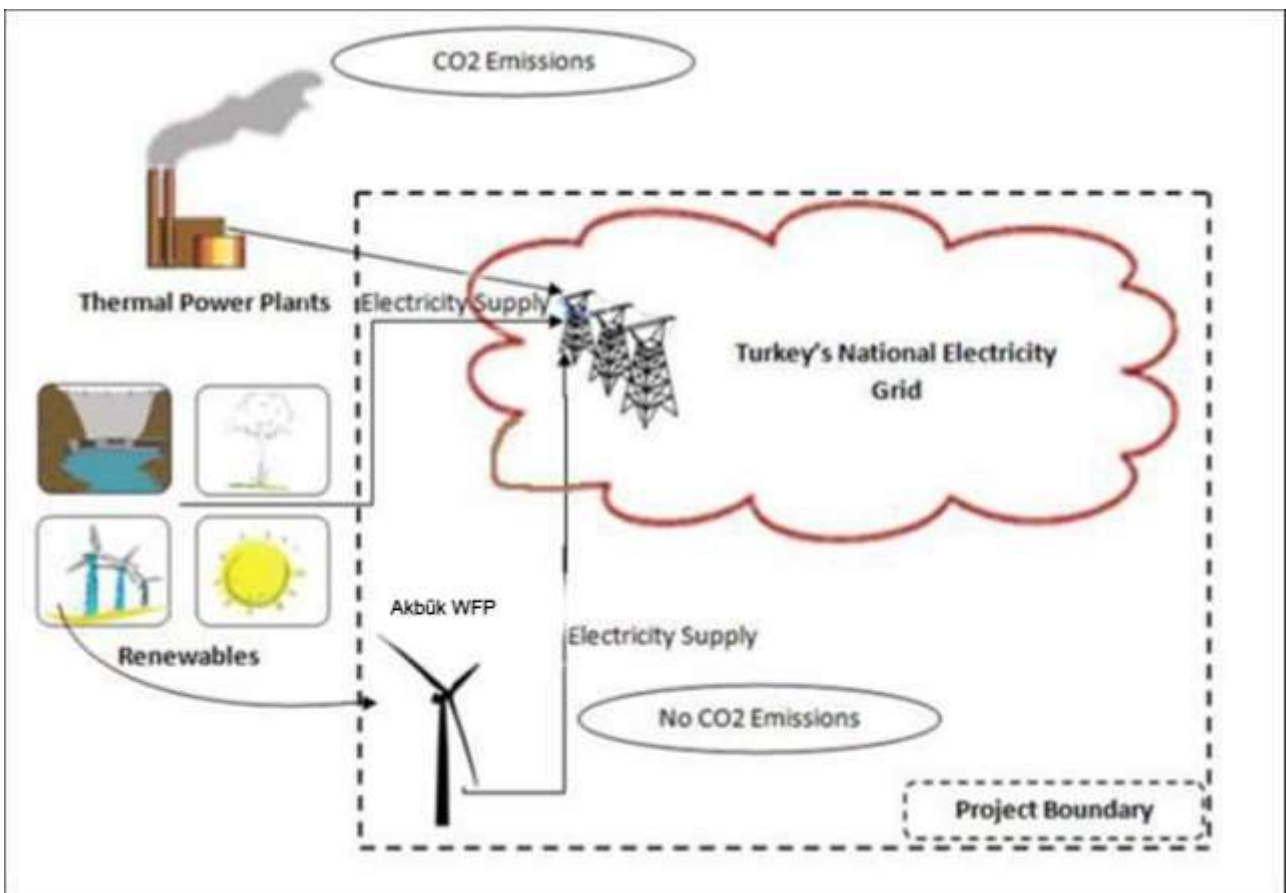 CO2 Emissions
Thermal Power Plants
Electricity Supply
Turkey's National Electricity
Grid
Akbük WFP
Renewables
Electricity Supply
No CO2 Emissions
Project Boundary